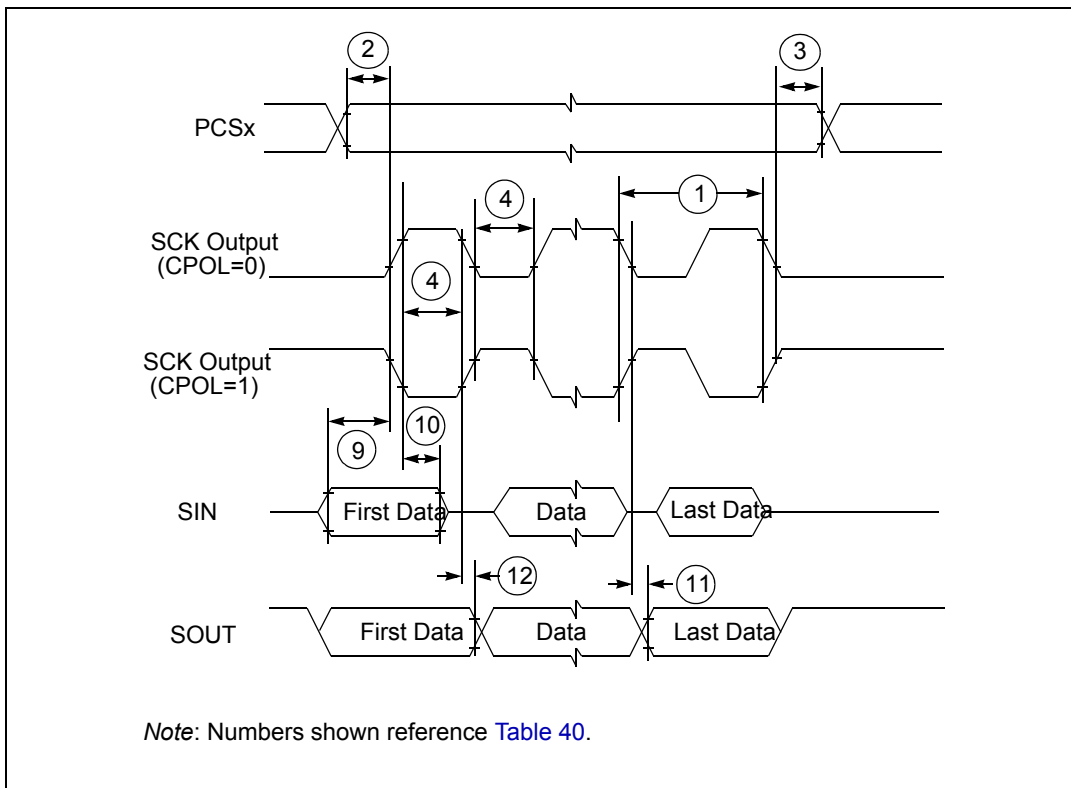 2
3
PCSx
4
1
SCK Output
(CPOL=0)
4
SCK Output
(CPOL=1)
9
10
SIN
First Data
Data
Last Data
12
11
SOUT
First Data
Data
Last Data
Note: Numbers shown reference Table 40.